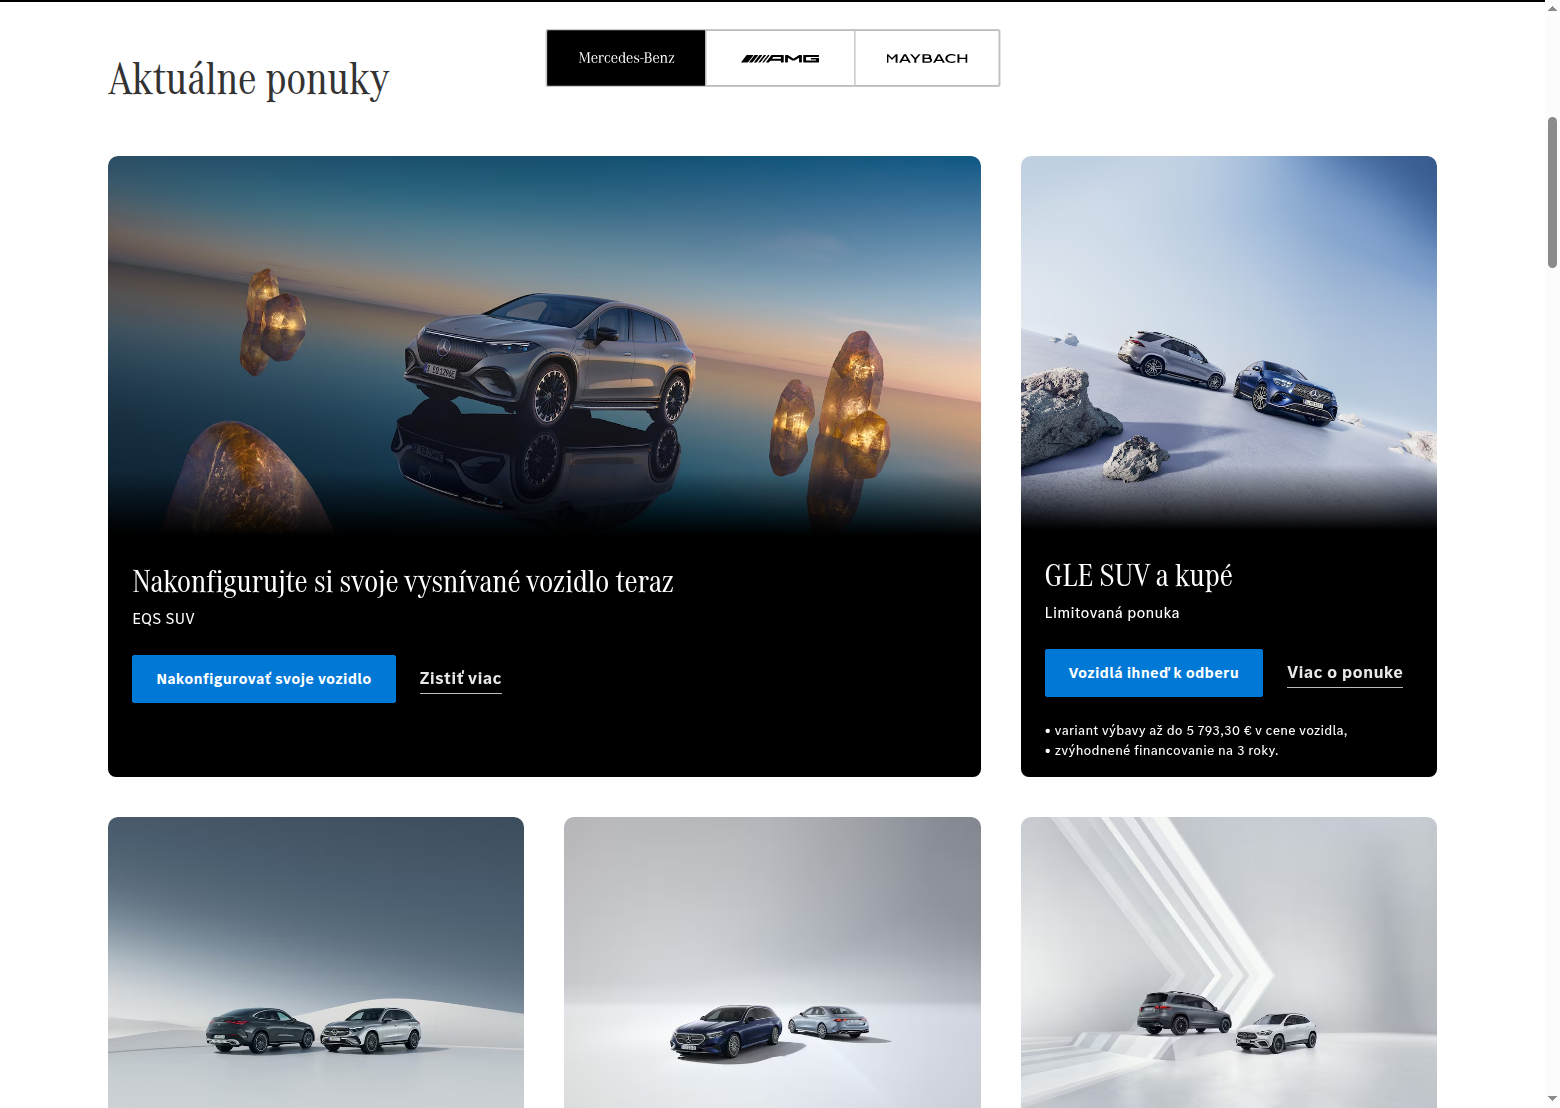 Aktuálne ponuky
Mercedes-Benz
AMG
MAYBACH
Nakonfigurujte si svoje vysnívané vozidlo teraz
EQS SUV
Nakonfigurovať svoje vozidlo
Zistiť viac
GLE SUV a kupé
Limitovaná ponuka
Vozidlá ihneď k odberu
Viac o ponuke
• variant výbavy až do 5 793,30 € v cene vozidla,
• zvýhodnené financovanie na 3 roky.